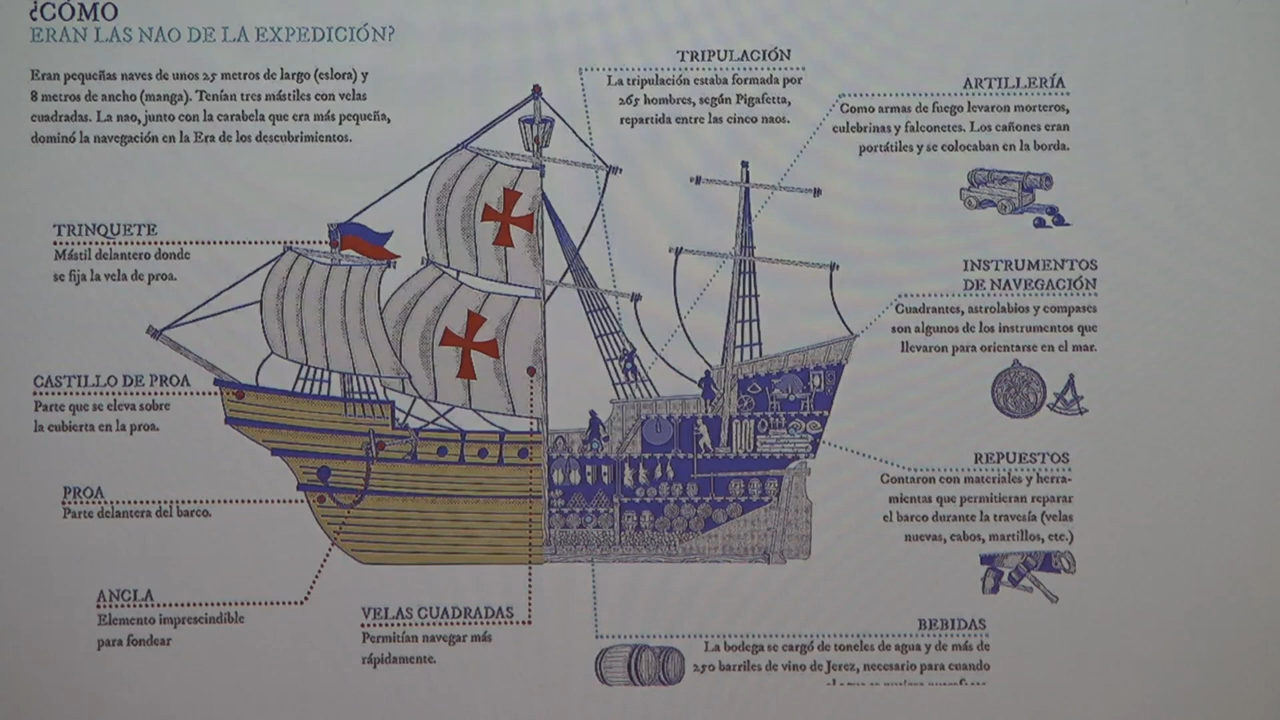 ¿CÓMO
ERAN LAS NAO DE LA EXPEDICIÓN?
Eran pequeñas naves de unos 25 metros de largo (eslora) y
8 metros de ancho (manga). Tenían tres mástiles con velas
cuadradas. La nao, junto con la carabela que era más pequeña,
dominó la navegación en la Era de los descubrimientos.
TRINQUETE
Mástil delantero donde
se fija la vela de proa.
CASTILLO DE PROA
Parte que se eleva sobre
la cubierta en la proa.
PROA
Parte delantera del barco.
ANCLA
Elemento imprescindible
para fondear
VELAS CUADRADAS
Permitían navegar más
rápidamente.
TRIPULACIÓN
La tripulación estaba formada por
265 hombres, según Pigafetta,
repartida entre las cinco naos.
ARTILLERÍA
Como armas de fuego levaron morteros,
culebrinas y falconetes. Los cañones eran
portátiles y se colocaban en la borda.
INSTRUMENTOS
DE NAVEGACIÓN
Cuadrantes, astrolabios y compases
son algunos de los instrumentos que
llevaron para orientarse en el mar.
REPUESTOS
Contaron con materiales y herra-
mientas que permitieran reparar
el barco durante la travesía (velas
nuevas, cabos, martillos, etc.)
BEBIDAS
La bodega se cargó de toneles de agua y de más de
250 barriles de vino de Jerez, necesario para cuando